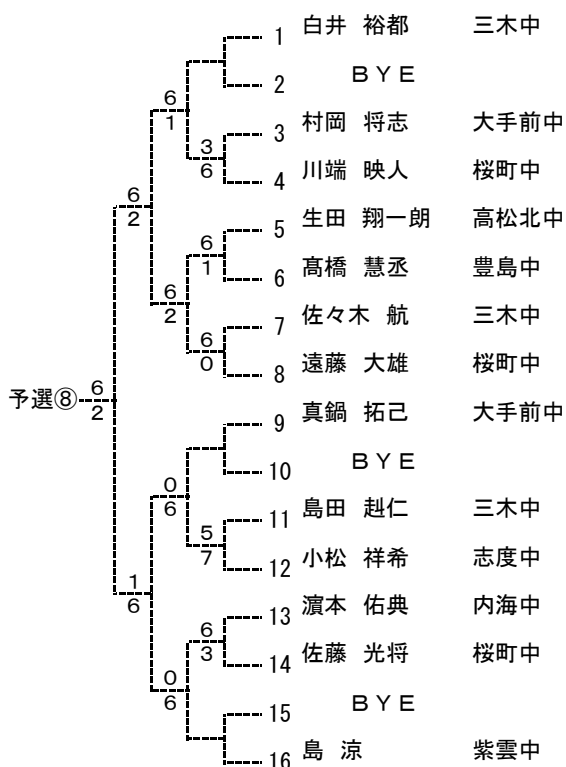 1 白井 裕都 三木中
2 ＢＹＥ
6
1
3 村岡 将志 大手前中
3
6
4 川端 映人 桜町中
6
2
5 生田 翔一朗 高松北中
6
1
6 髙橋 慧丞 豊島中
6
2
7 佐々木 航 三木中
6
0
8 遠藤 大雄 桜町中
予選⑧
6
2
9 真鍋 拓己 大手前中
10 ＢＹＥ
0
6
11 島田 赳仁 三木中
5
7
12 小松 祥希 志度中
1
6
13 濵本 佑典 内海中
6
3
14 佐藤 光将 桜町中
0
6
15 ＢＹＥ
16 島 涼 紫雲中